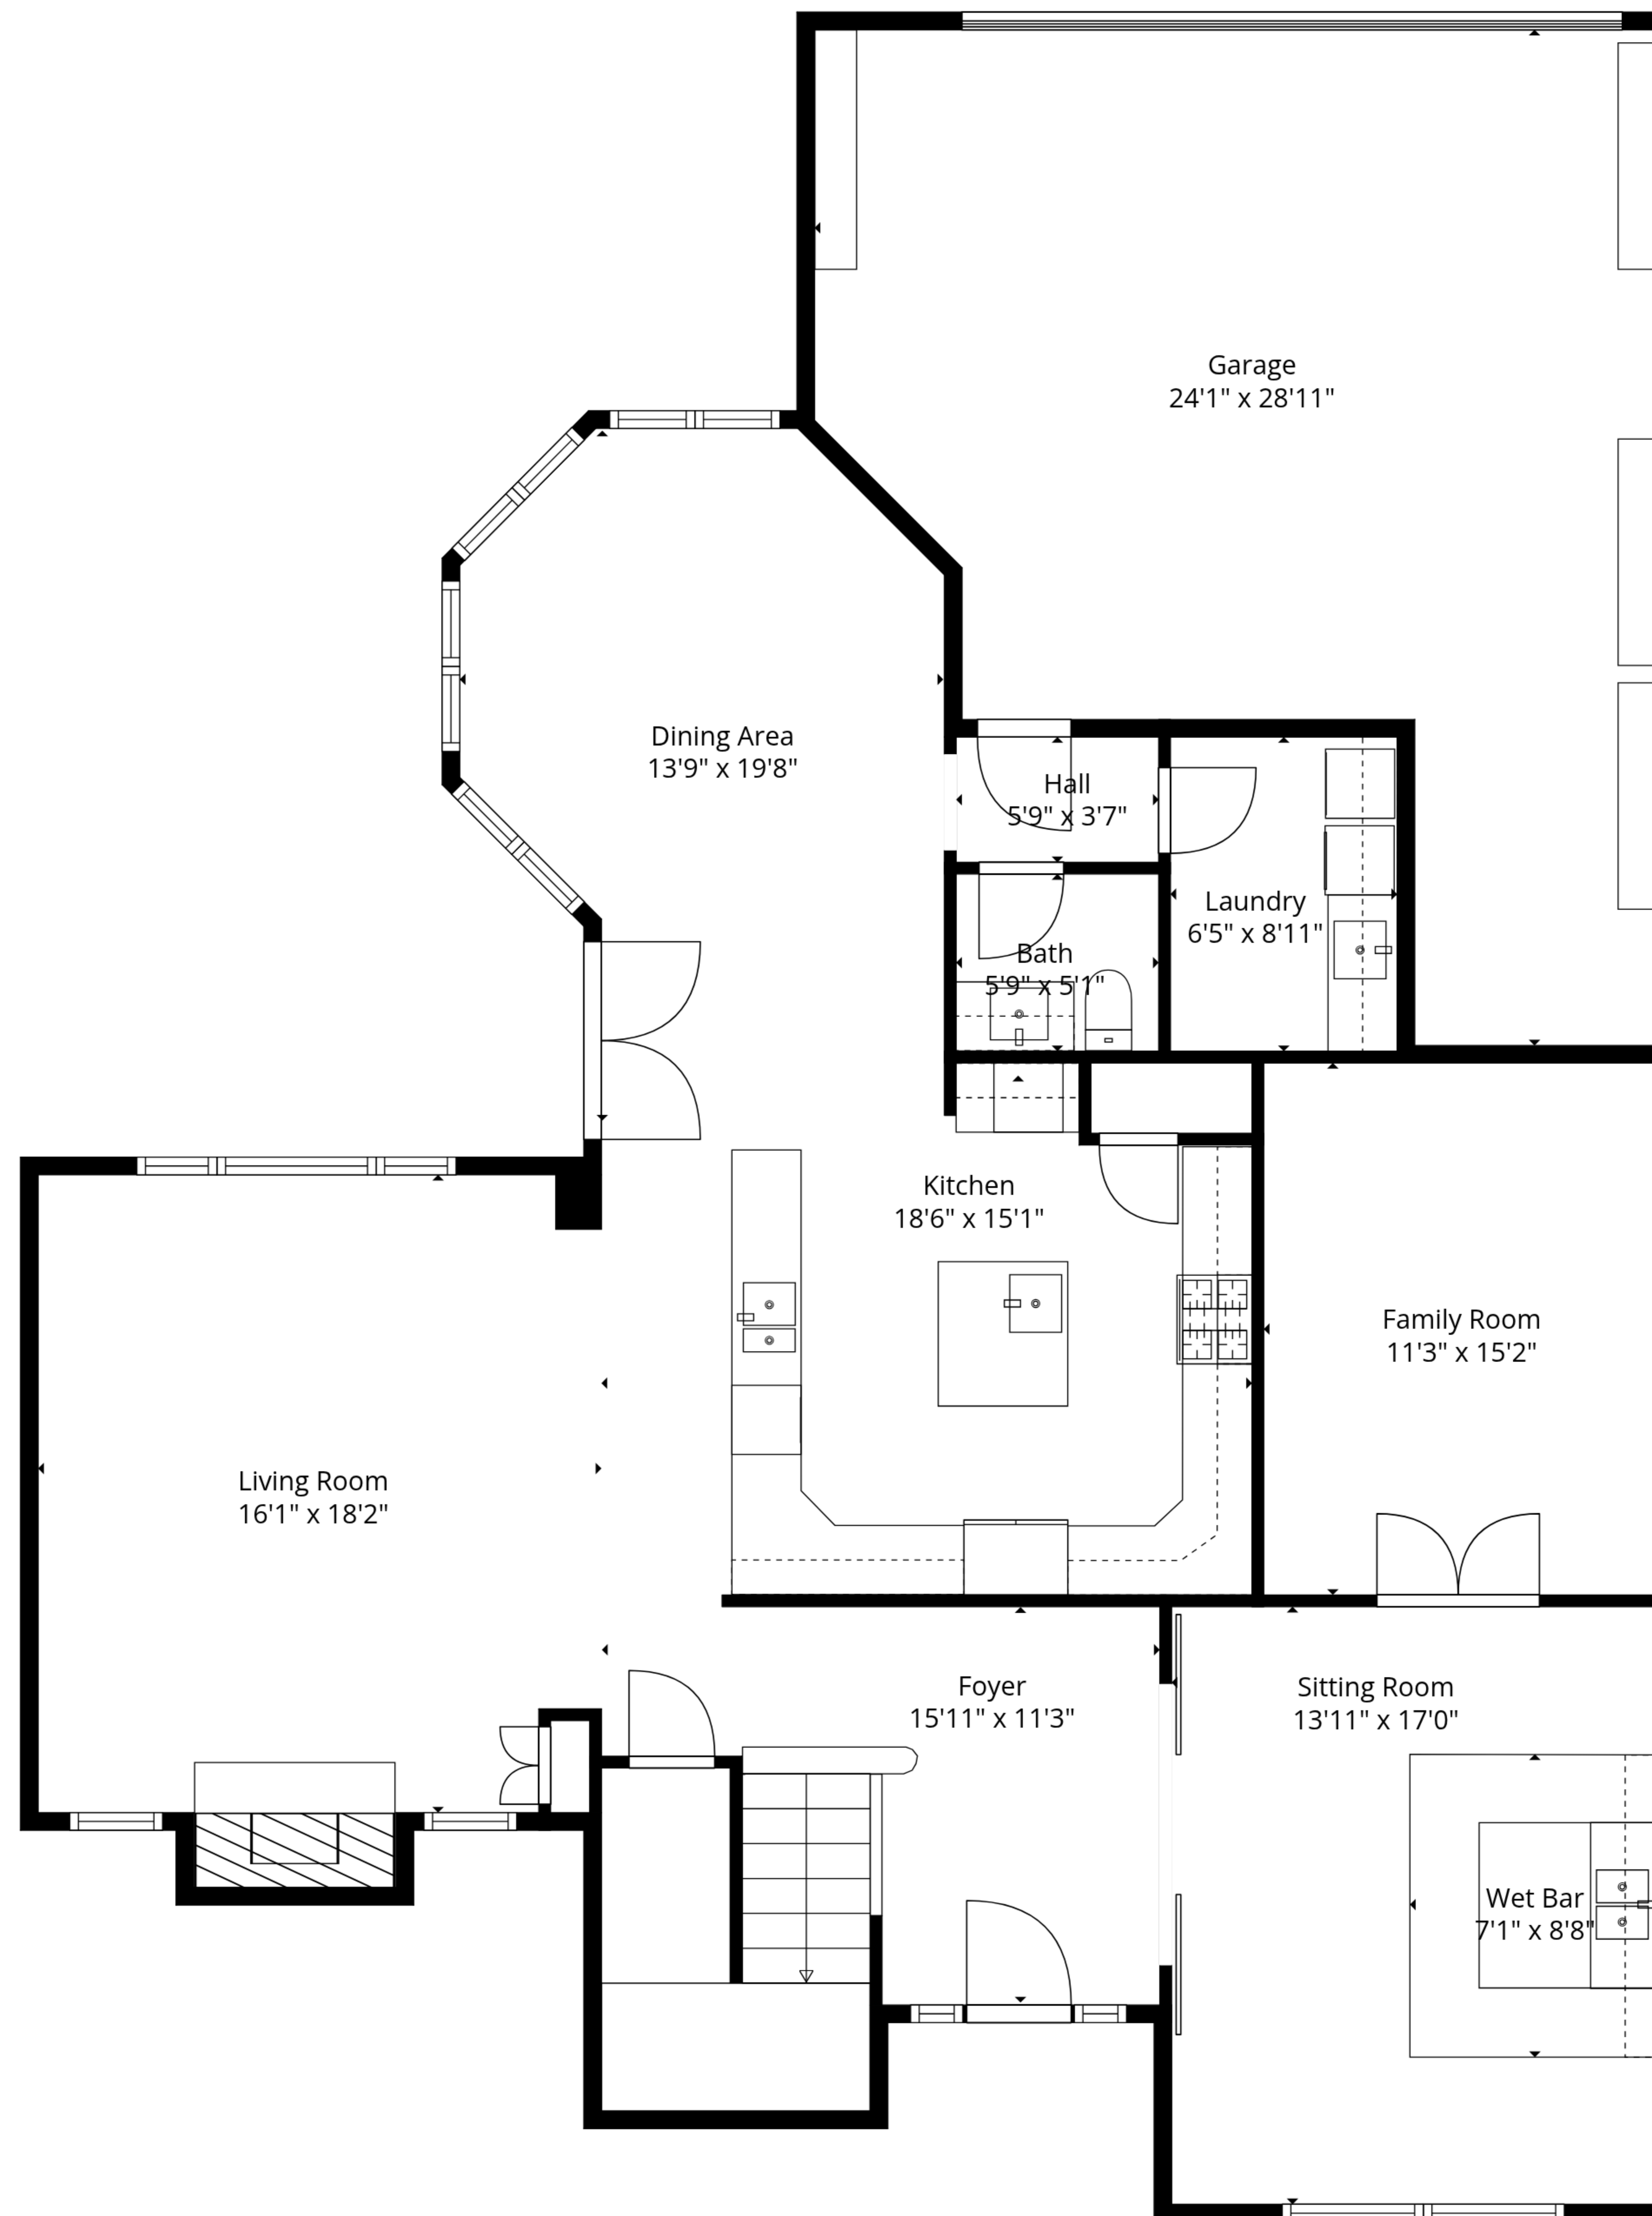 Garage
24'1" x 28'11"
Dining Area
13'9" x 19'8"
Hall
5'9" x 3'7"
Laundry
6'5" x 8'11"
Bath
5'9" x 5'1"
Kitchen
18'6" x 15'1"
Family Room
11'3" x 15'2"
Living Room
16'1" x 18'2"
Foyer
15'11" x 11'3"
Sitting Room
13'11" x 17'0"
Wet Bar
7'1" x 8'8"